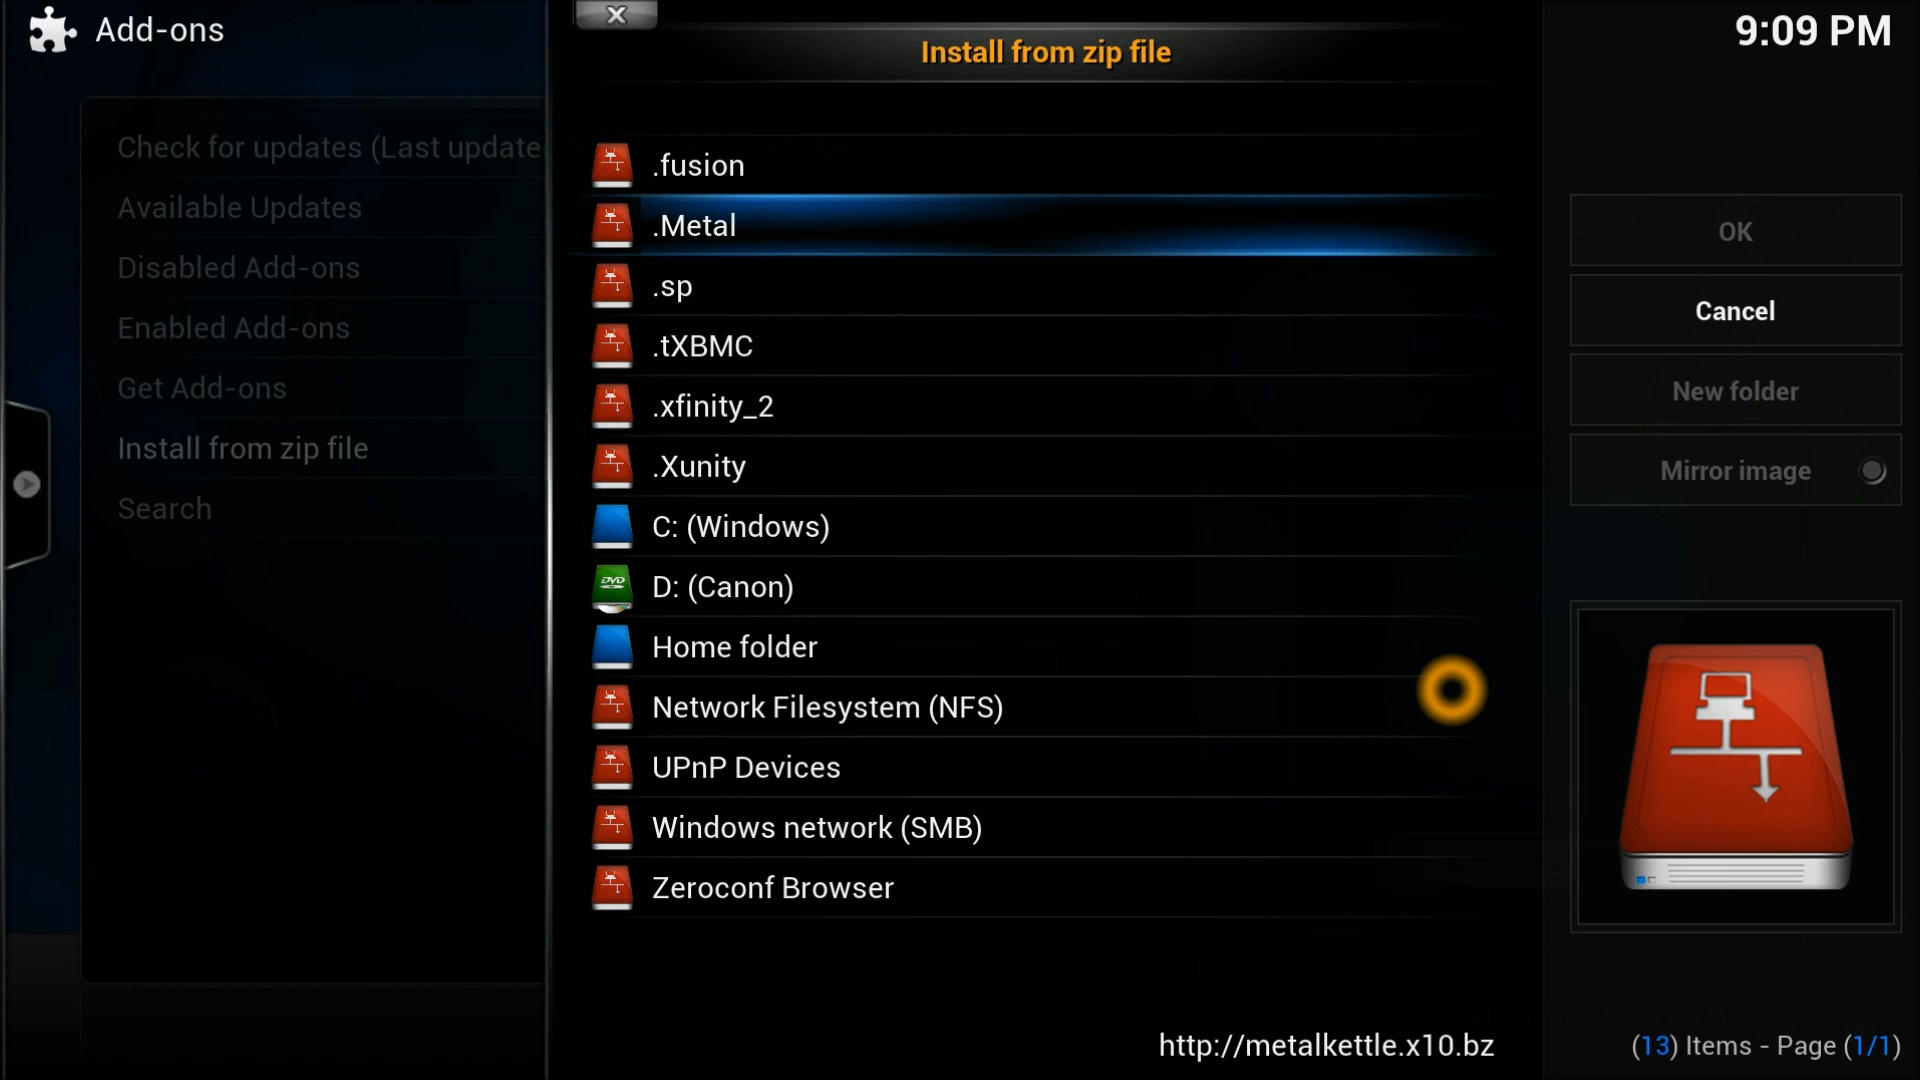 Add-ons
9:09 PM
Install from zip file
Check for updates (Last update
Available Updates
Disabled Add-ons
Enabled Add-ons
Get Add-ons
Install from zip file
Search
.fusion
.Metal
.sp
.tXBMC
.xfinity_2
.Xunity
C: (Windows)
DVD
D: (Canon)
Home folder
Network Filesystem (NFS)
UPnP Devices
Windows network (SMB)
Zeroconf Browser
OK
Cancel
New folder
Mirror image
http://metalkettle.x10.bz
(13) Items - Page (1/1)